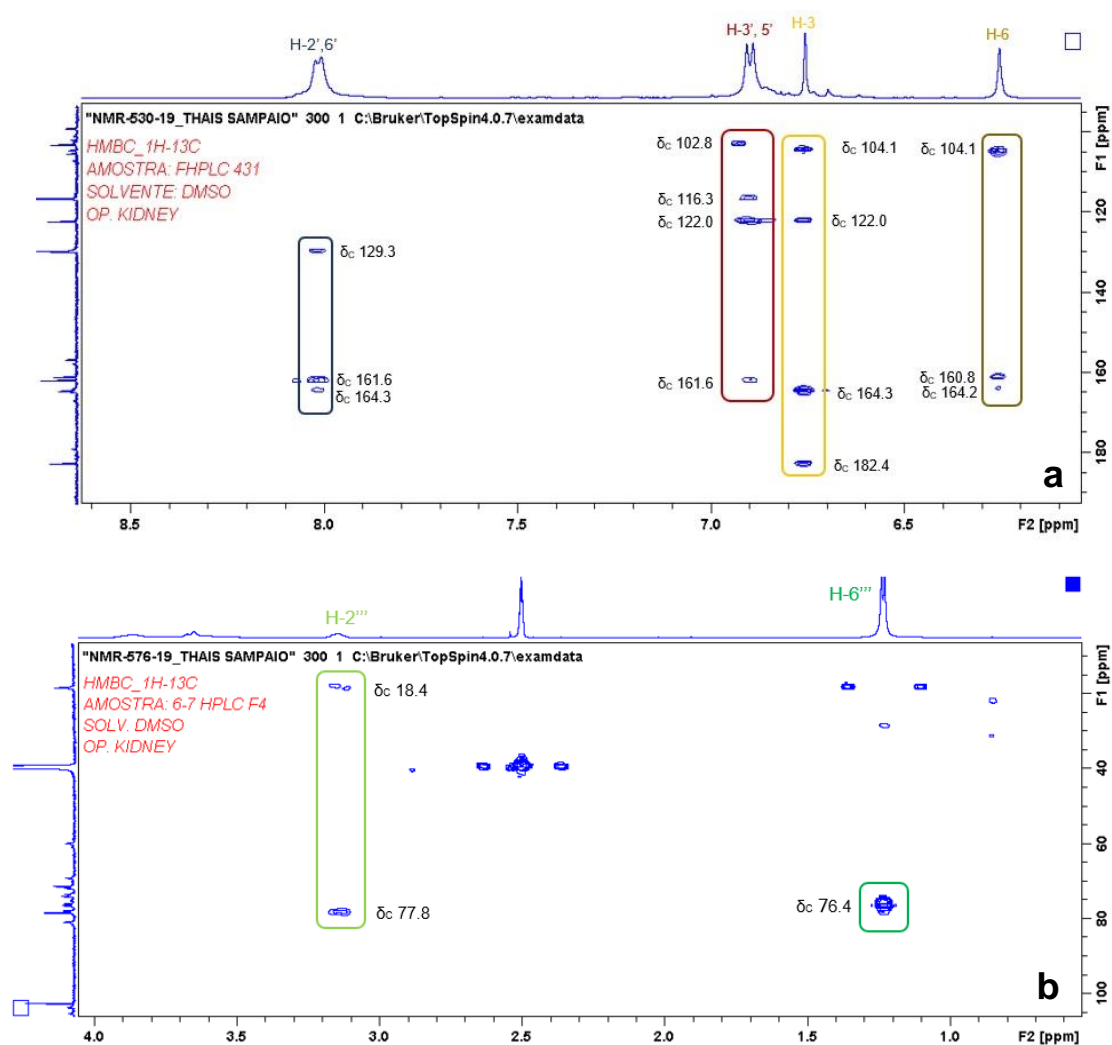 H-2',6'
H-3', 5'
H-3
H-6
"NMR-530-19_THAIS SAMPAIO" 300 1 C:\Bruker\TopSpin4.0.7\examdata
HMBC_1H-13C
AMOSTRA: FHPLC 431
SOLVENTE: DMSO
OP. KIDNEY
δC 102.8
δC 104.1
δC 104.1
δC 116.3
δC 122.0
δC 122.0
δC 129.3
δC 161.6
δC 164.3
δC 161.6
δC 164.3
δC 160.8
δC 164.2
δC 182.4
F1 [ppm]
120
140
160
180
a
8.5
8.0
7.5
7.0
6.5
F2 [ppm]
H-2'''
H-6'''
"NMR-576-19_THAIS SAMPAIO" 300 1 C:\Bruker\TopSpin4.0.7\examdata
HMBC_1H-13C
AMOSTRA: 6-7 HPLC F4
SOLV. DMSO
OP. KIDNEY
δC 18.4
δC 77.8
δC 76.4
F1 [ppm]
40
60
80
100
b
4.0
3.5
3.0
2.5
2.0
1.5
1.0
F2 [ppm]